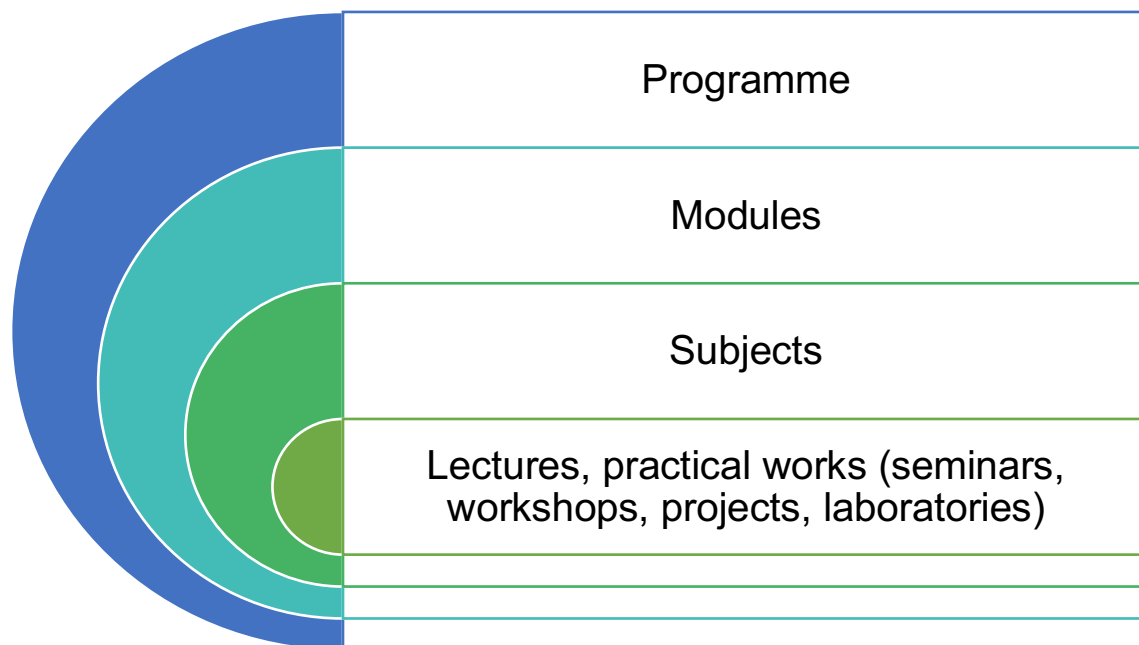 Programme
Modules
Subjects
Lectures, practical works (seminars,
workshops, projects, laboratories)